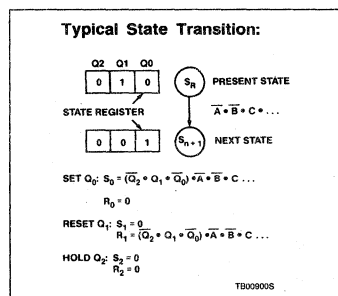 Typical State Transition:
Q2 Q1 Q0
0 1 0
S_R PRESENT STATE
STATE REGISTER
A̅ • B̅ • C • ...
0 0 1
S_{n+1} NEXT STATE
SET Q₀: S₀ = (Q̅₂ • Q₁ • Q̅₀) • A̅ • B̅ • C ...
R₀ = 0
RESET Q₁: S₁ = 0
R₁ = (Q̅₂ • Q₁ • Q̅₀) • A̅ • B̅ • C ...
HOLD Q₂: S₂ = 0
R₂ = 0
TB00900S